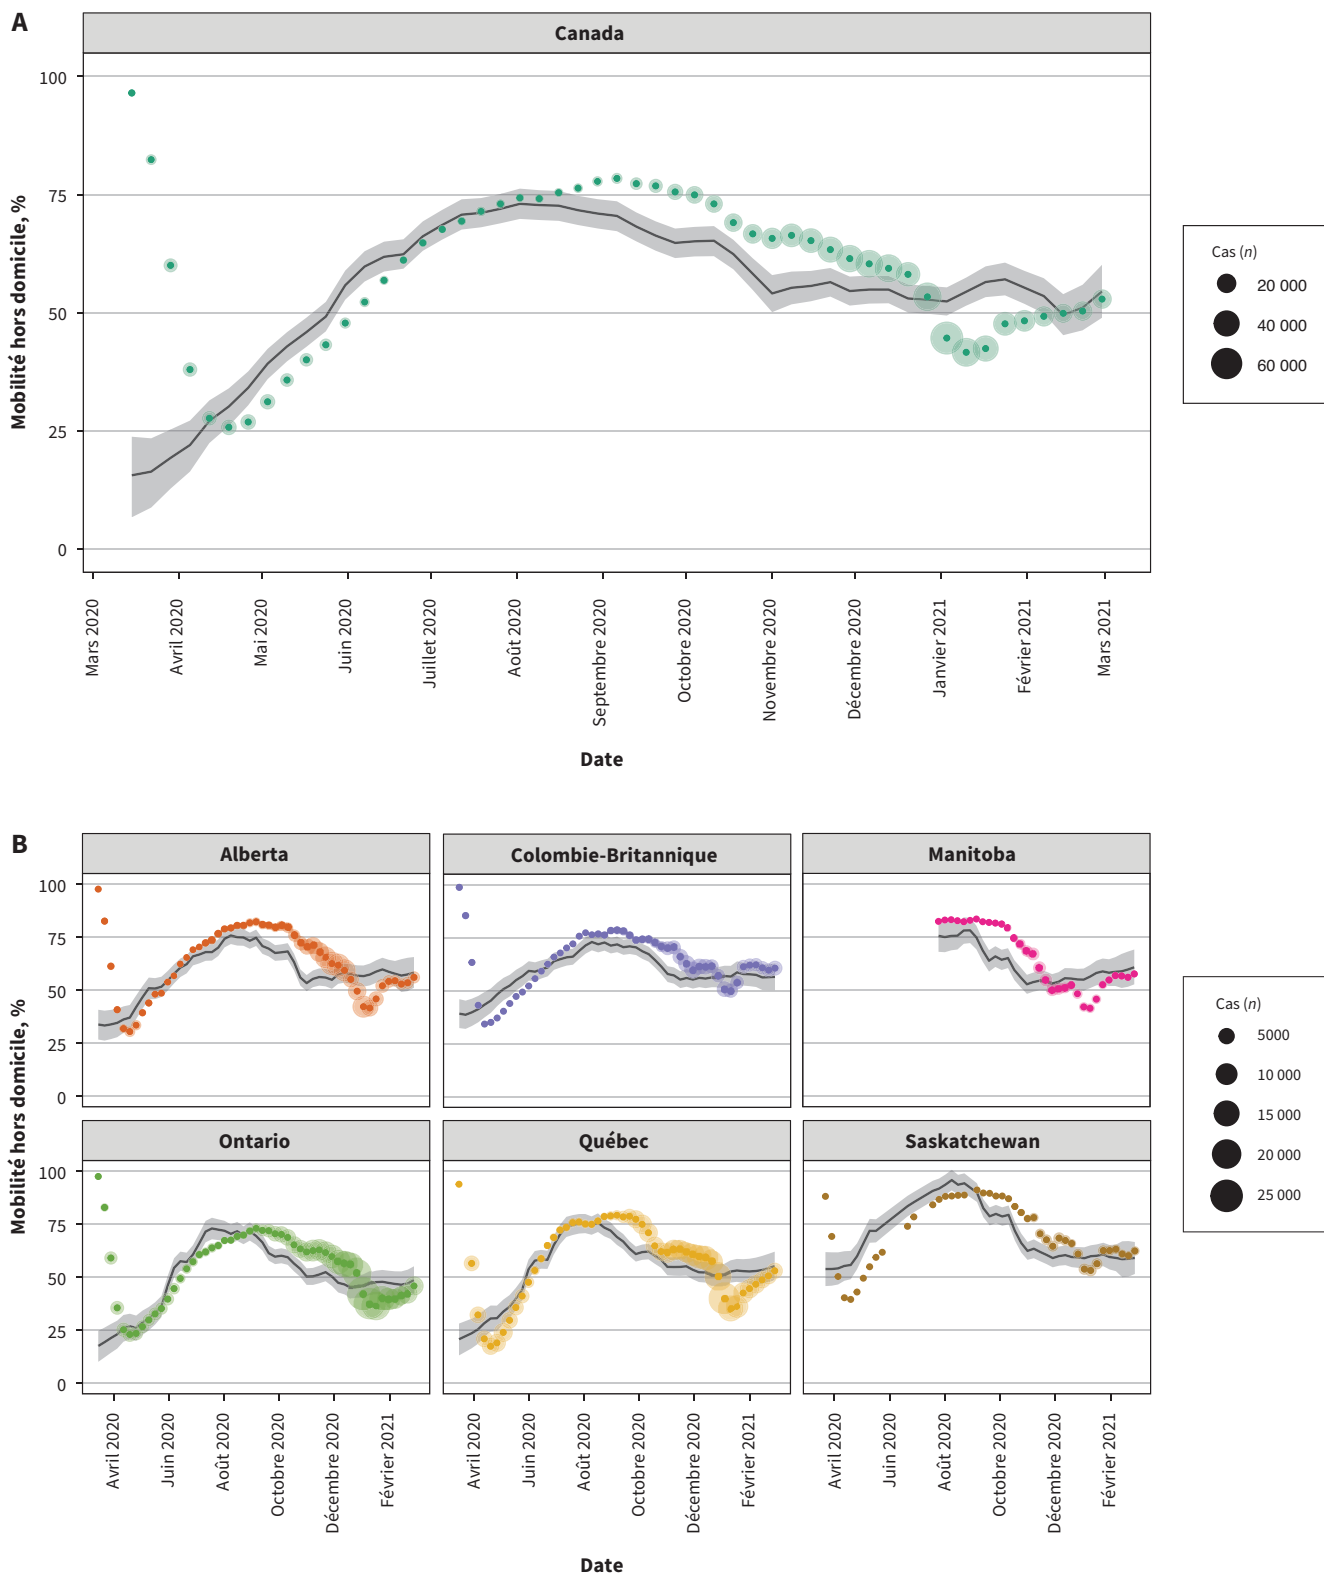 A
Canada
100
75
50
25
0
Mobilité hors domicile, %
Mars 2020
Avril 2020
Mai 2020
Juin 2020
Juillet 2020
Août 2020
Septembre 2020
Octobre 2020
Novembre 2020
Décembre 2020
Janvier 2021
Février 2021
Mars 2021
Date
Cas (n)
20 000
40 000
60 000
B
Alberta
Colombie-Britannique
Manitoba
100
75
50
25
0
Mobilité hors domicile, %
Ontario
Québec
Saskatchewan
100
75
50
25
0
Avril 2020
Juin 2020
Août 2020
Octobre 2020
Décembre 2020
Février 2021
Avril 2020
Juin 2020
Août 2020
Octobre 2020
Décembre 2020
Février 2021
Avril 2020
Juin 2020
Août 2020
Octobre 2020
Décembre 2020
Février 2021
Date
Cas (n)
5000
10 000
15 000
20 000
25 000